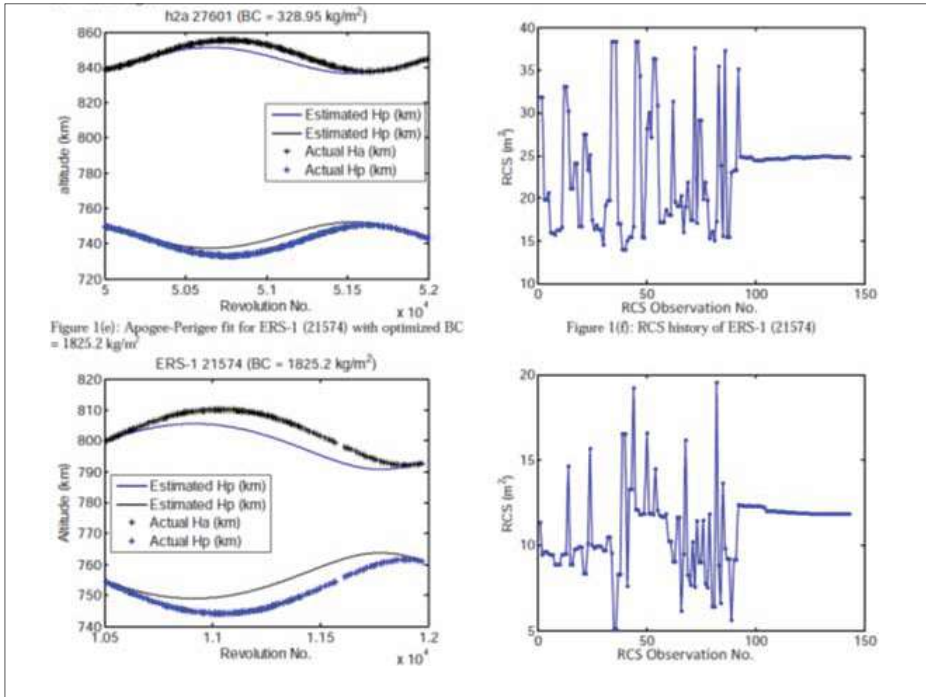 h2a 27601 (BC = 328.95 kg/m²)
860
840
820
800
780
760
740
720
altitude (km)
Estimated Hp (km)
Estimated Hp (km)
Actual Ha (km)
Actual Hp (km)
5
5.05
5.1
5.15
5.2
Revolution No.
x 10⁴
40
35
30
25
20
15
10
RCS (m²)
0
50
100
150
RCS Observation No.
Figure 1(e): Apogee-Perigee fit for ERS-1 (21574) with optimized BC
= 1825.2 kg/m²
Figure 1(f): RCS history of ERS-1 (21574)
ERS-1 21574 (BC = 1825.2 kg/m²)
820
810
800
790
780
770
760
750
740
Altitude (km)
Estimated Hp (km)
Estimated Hp (km)
Actual Ha (km)
Actual Hp (km)
1.05
1.1
1.15
1.2
Revolution No.
x 10⁴
20
15
10
5
RCS (m²)
0
50
100
150
RCS Observation No.